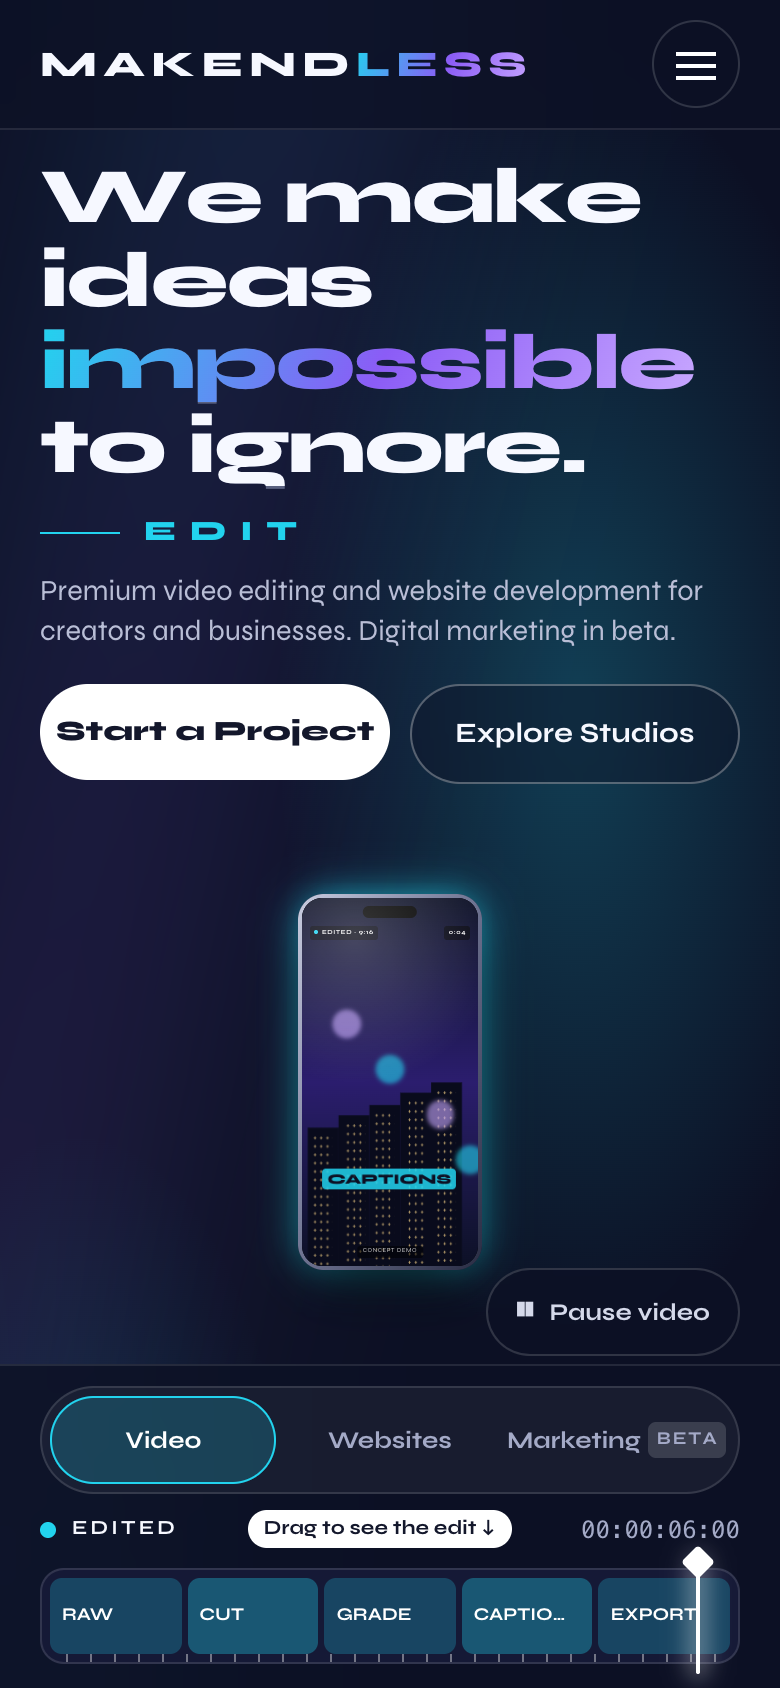 MAKENDLESS
We make
ideas
impossible
to ignore.
EDIT
Premium video editing and website development for
creators and businesses. Digital marketing in beta.
Start a Project
Explore Studios
EDITED · 9:16
0:04
CAPTIONS
CONCEPT DEMO
Pause video
Video
Websites
Marketing BETA
EDITED
Drag to see the edit ↓
00:00:06:00
RAW
CUT
GRADE
CAPTIO...
EXPORT